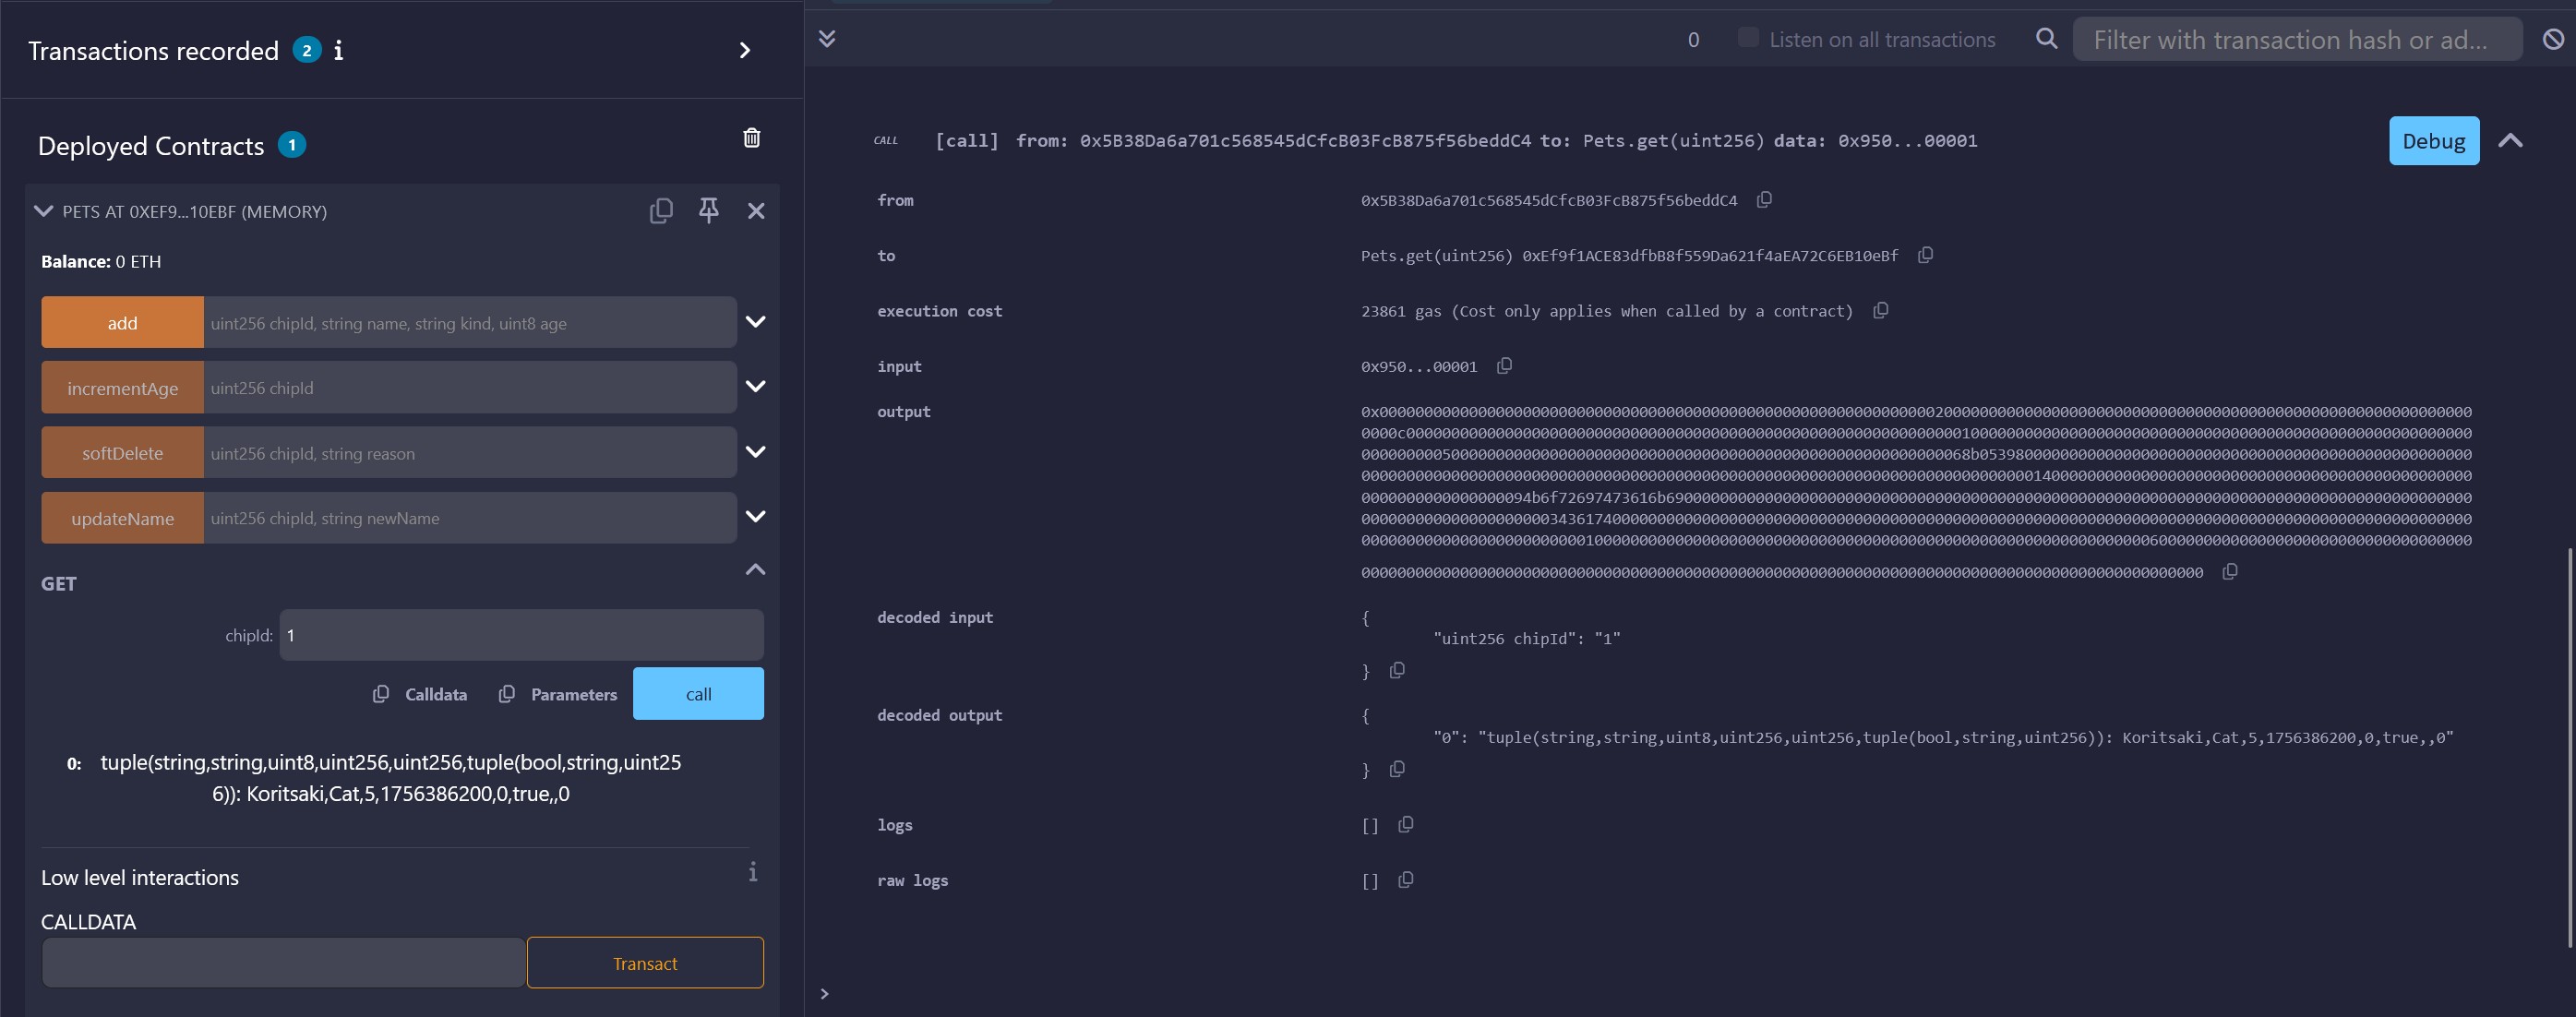 Transactions recorded 2 i
Deployed Contracts 1
PETS AT 0XEF9...10EBF (MEMORY)
Balance: 0 ETH
add uint256 chipId, string name, string kind, uint8 age
incrementAge uint256 chipId
softDelete uint256 chipId, string reason
updateName uint256 chipId, string newName
GET
chipId: 1
Calldata Parameters call
0: tuple(string,string,uint8,uint256,uint256,tuple(bool,string,uint25
6)): Koritsaki,Cat,5,1756386200,0,true,,0
Low level interactions i
CALLDATA
Transact
0 Listen on all transactions Filter with transaction hash or ad...
CALL [call] from: 0x5B38Da6a701c568545dCfcB03FcB875f56beddC4 to: Pets.get(uint256) data: 0x950...00001 Debug
from 0x5B38Da6a701c568545dCfcB03FcB875f56beddC4
to Pets.get(uint256) 0xEf9f1ACE83dfbB8f559Da621f4aEA72C6EB10eBf
execution cost 23861 gas (Cost only applies when called by a contract)
input 0x950...00001
output
decoded input {
"uint256 chipId": "1"
}
decoded output {
"0": "tuple(string,string,uint8,uint256,uint256,tuple(bool,string,uint256)): Koritsaki,Cat,5,1756386200,0,true,,0"
}
logs []
raw logs []
>